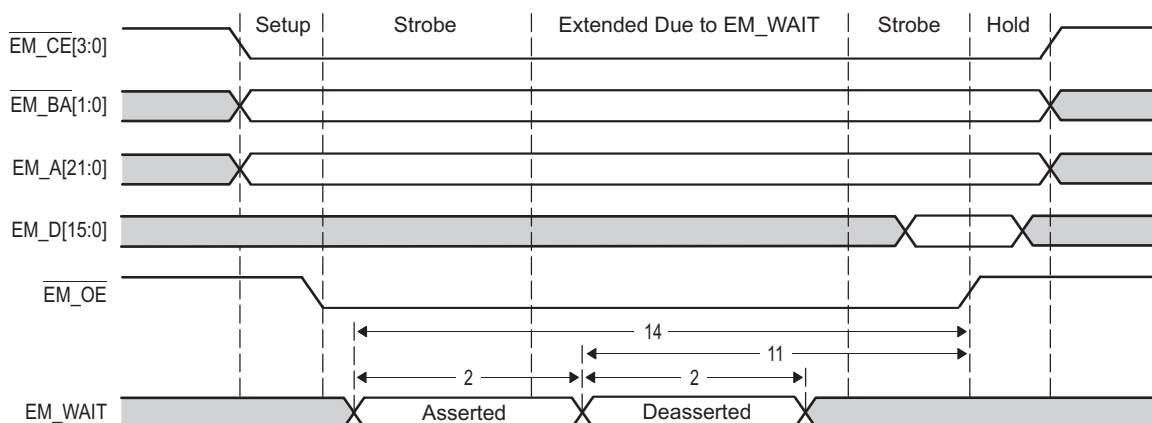 Setup Strobe Extended Due to EM_WAIT Strobe Hold
EM_CE[3:0]
EM_BA[1:0]
EM_A[21:0]
EM_D[15:0]
EM_OE
14
11
2 2
EM_WAIT Asserted Deasserted